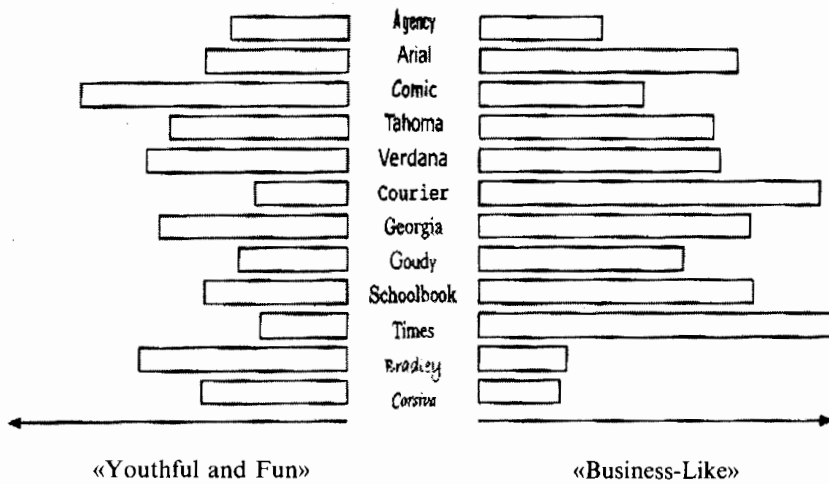 Agency
Arial
Comic
Tahoma
Verdana
Courier
Georgia
Goudy
Schoolbook
Times
Bradley
Corsiva
«Youthful and Fun»
«Business-Like»